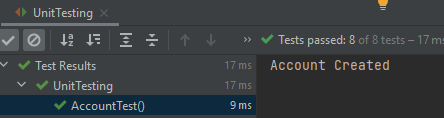 UnitTesting ×
>> Tests passed: 8 of 8 tests – 17 ms
Test Results 17 ms
UnitTesting 17 ms
AccountTest() 9 ms
Account Created